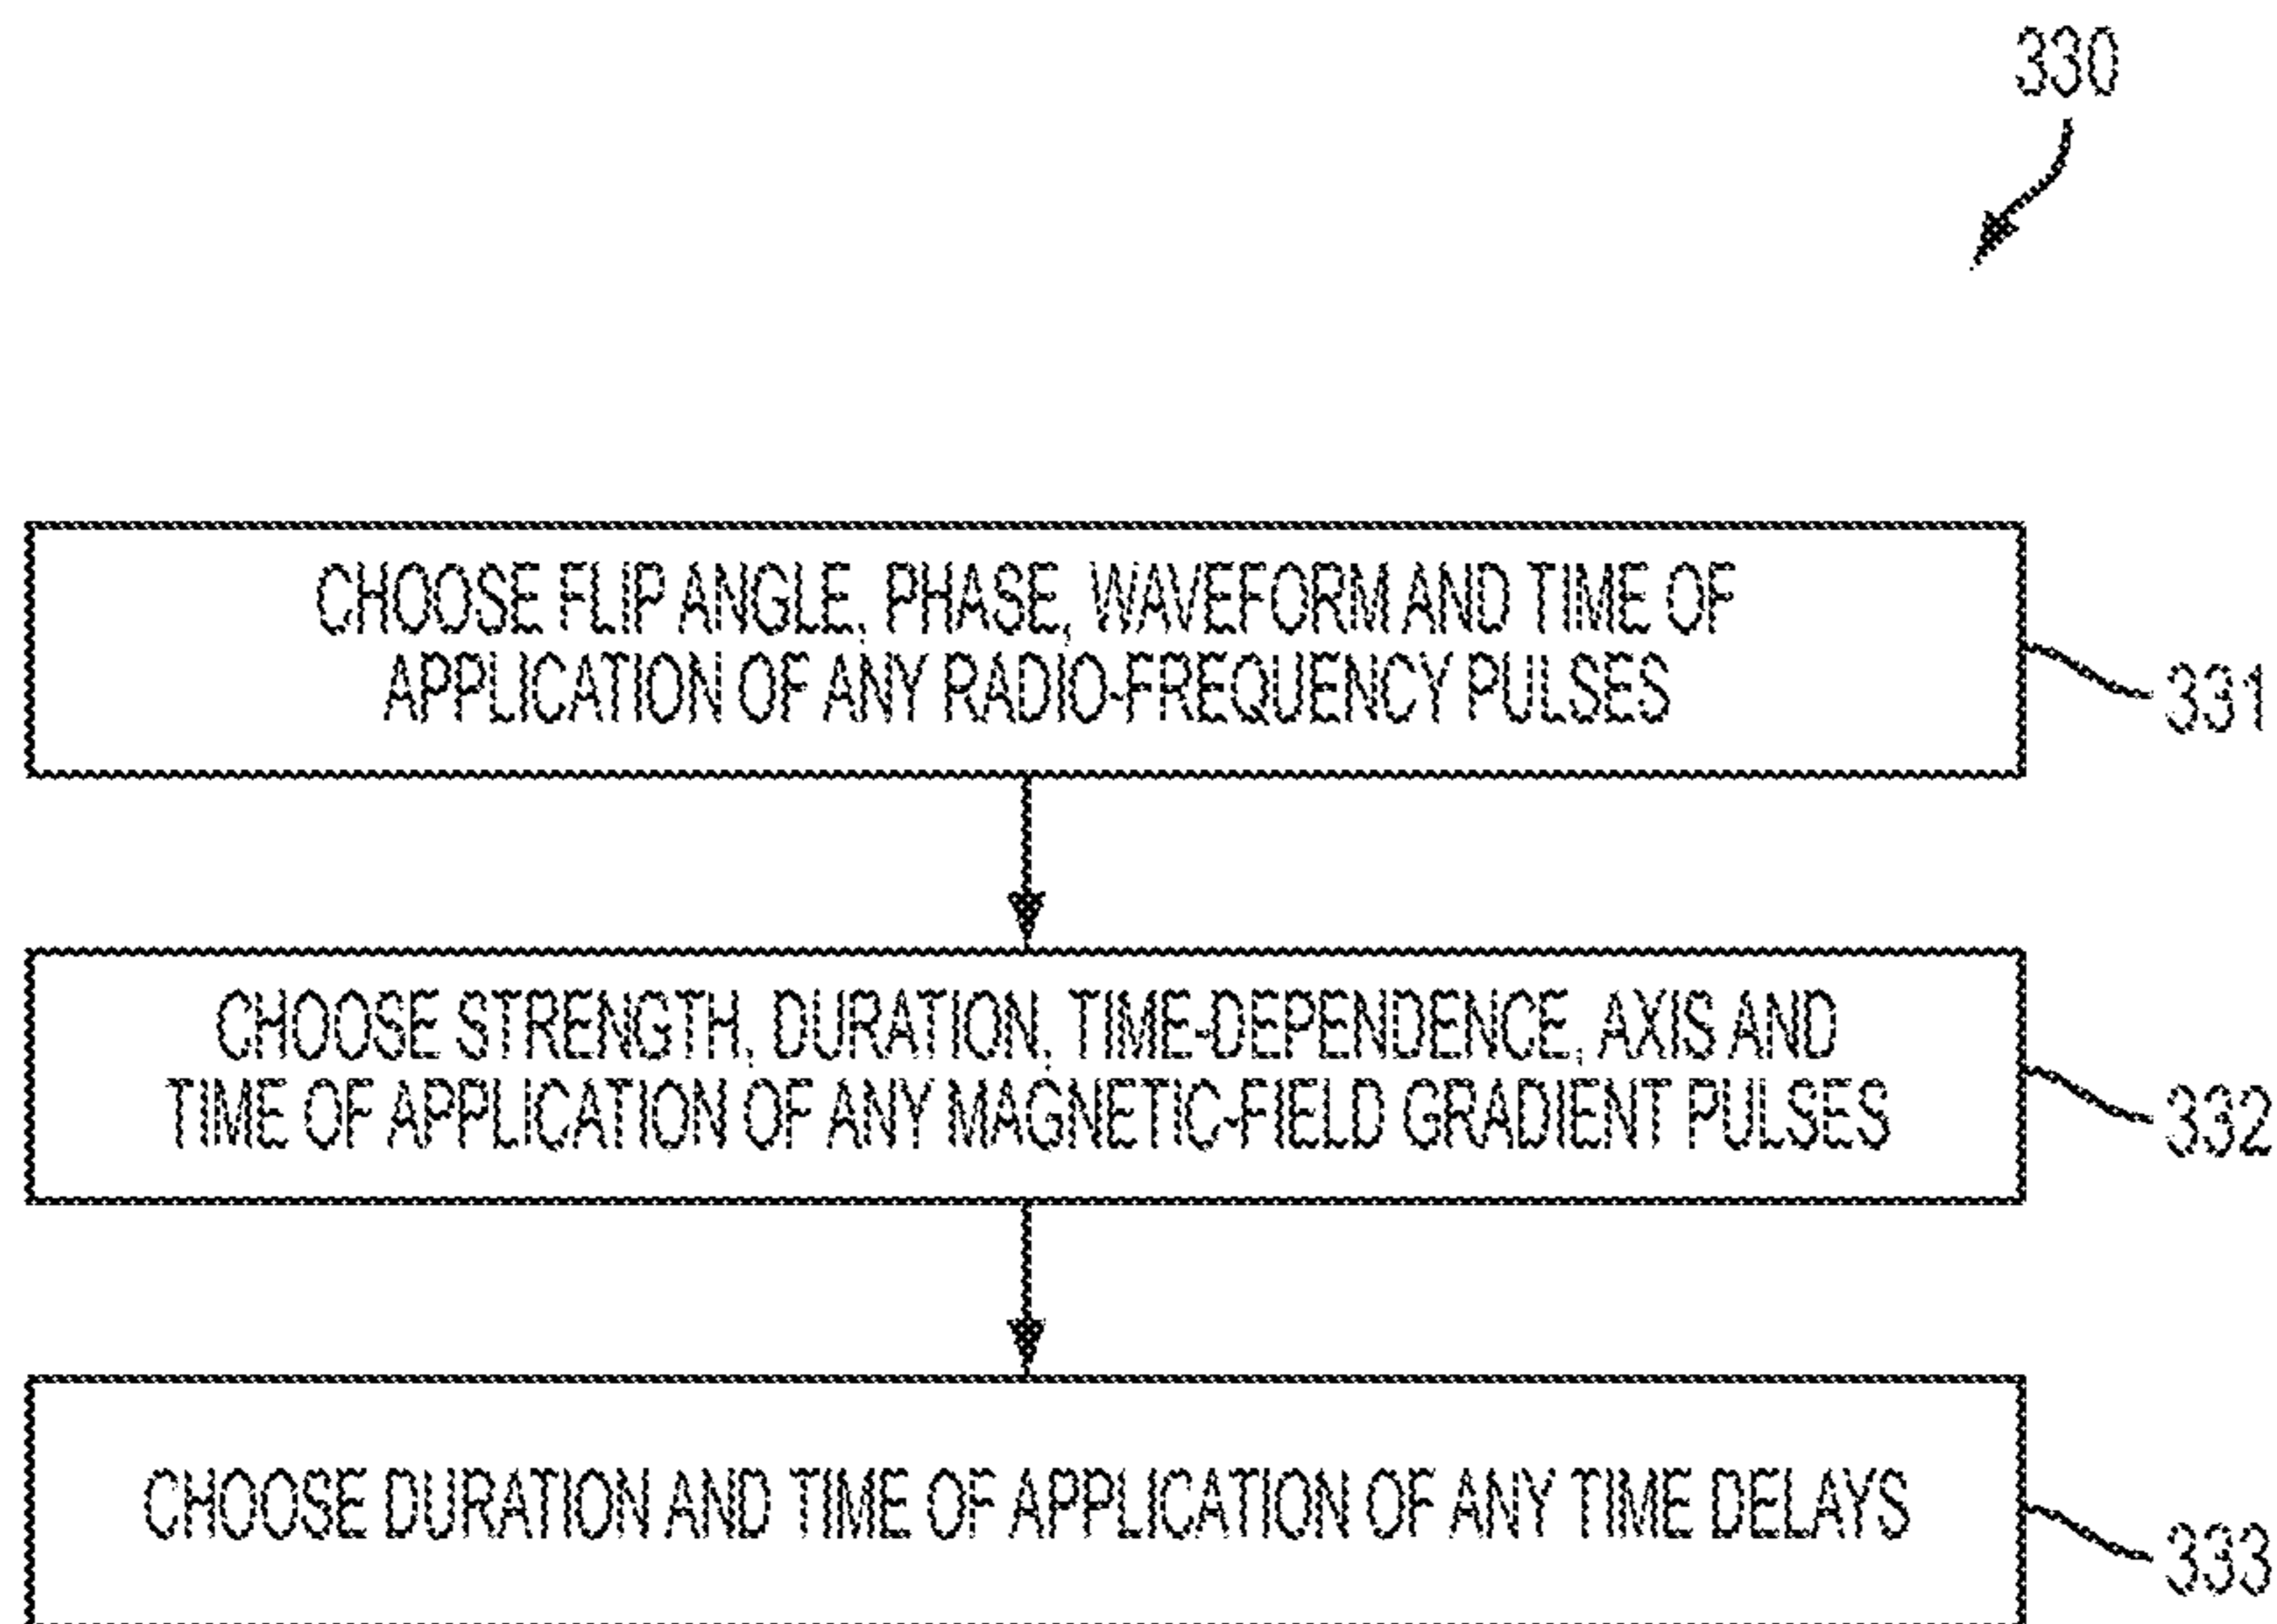 330
CHOOSE FLIP ANGLE, PHASE, WAVEFORM AND TIME OF
APPLICATION OF ANY RADIO-FREQUENCY PULSES
331
CHOOSE STRENGTH, DURATION, TIME-DEPENDENCE, AXIS AND
TIME OF APPLICATION OF ANY MAGNETIC-FIELD GRADIENT PULSES
332
CHOOSE DURATION AND TIME OF APPLICATION OF ANY TIME DELAYS
333